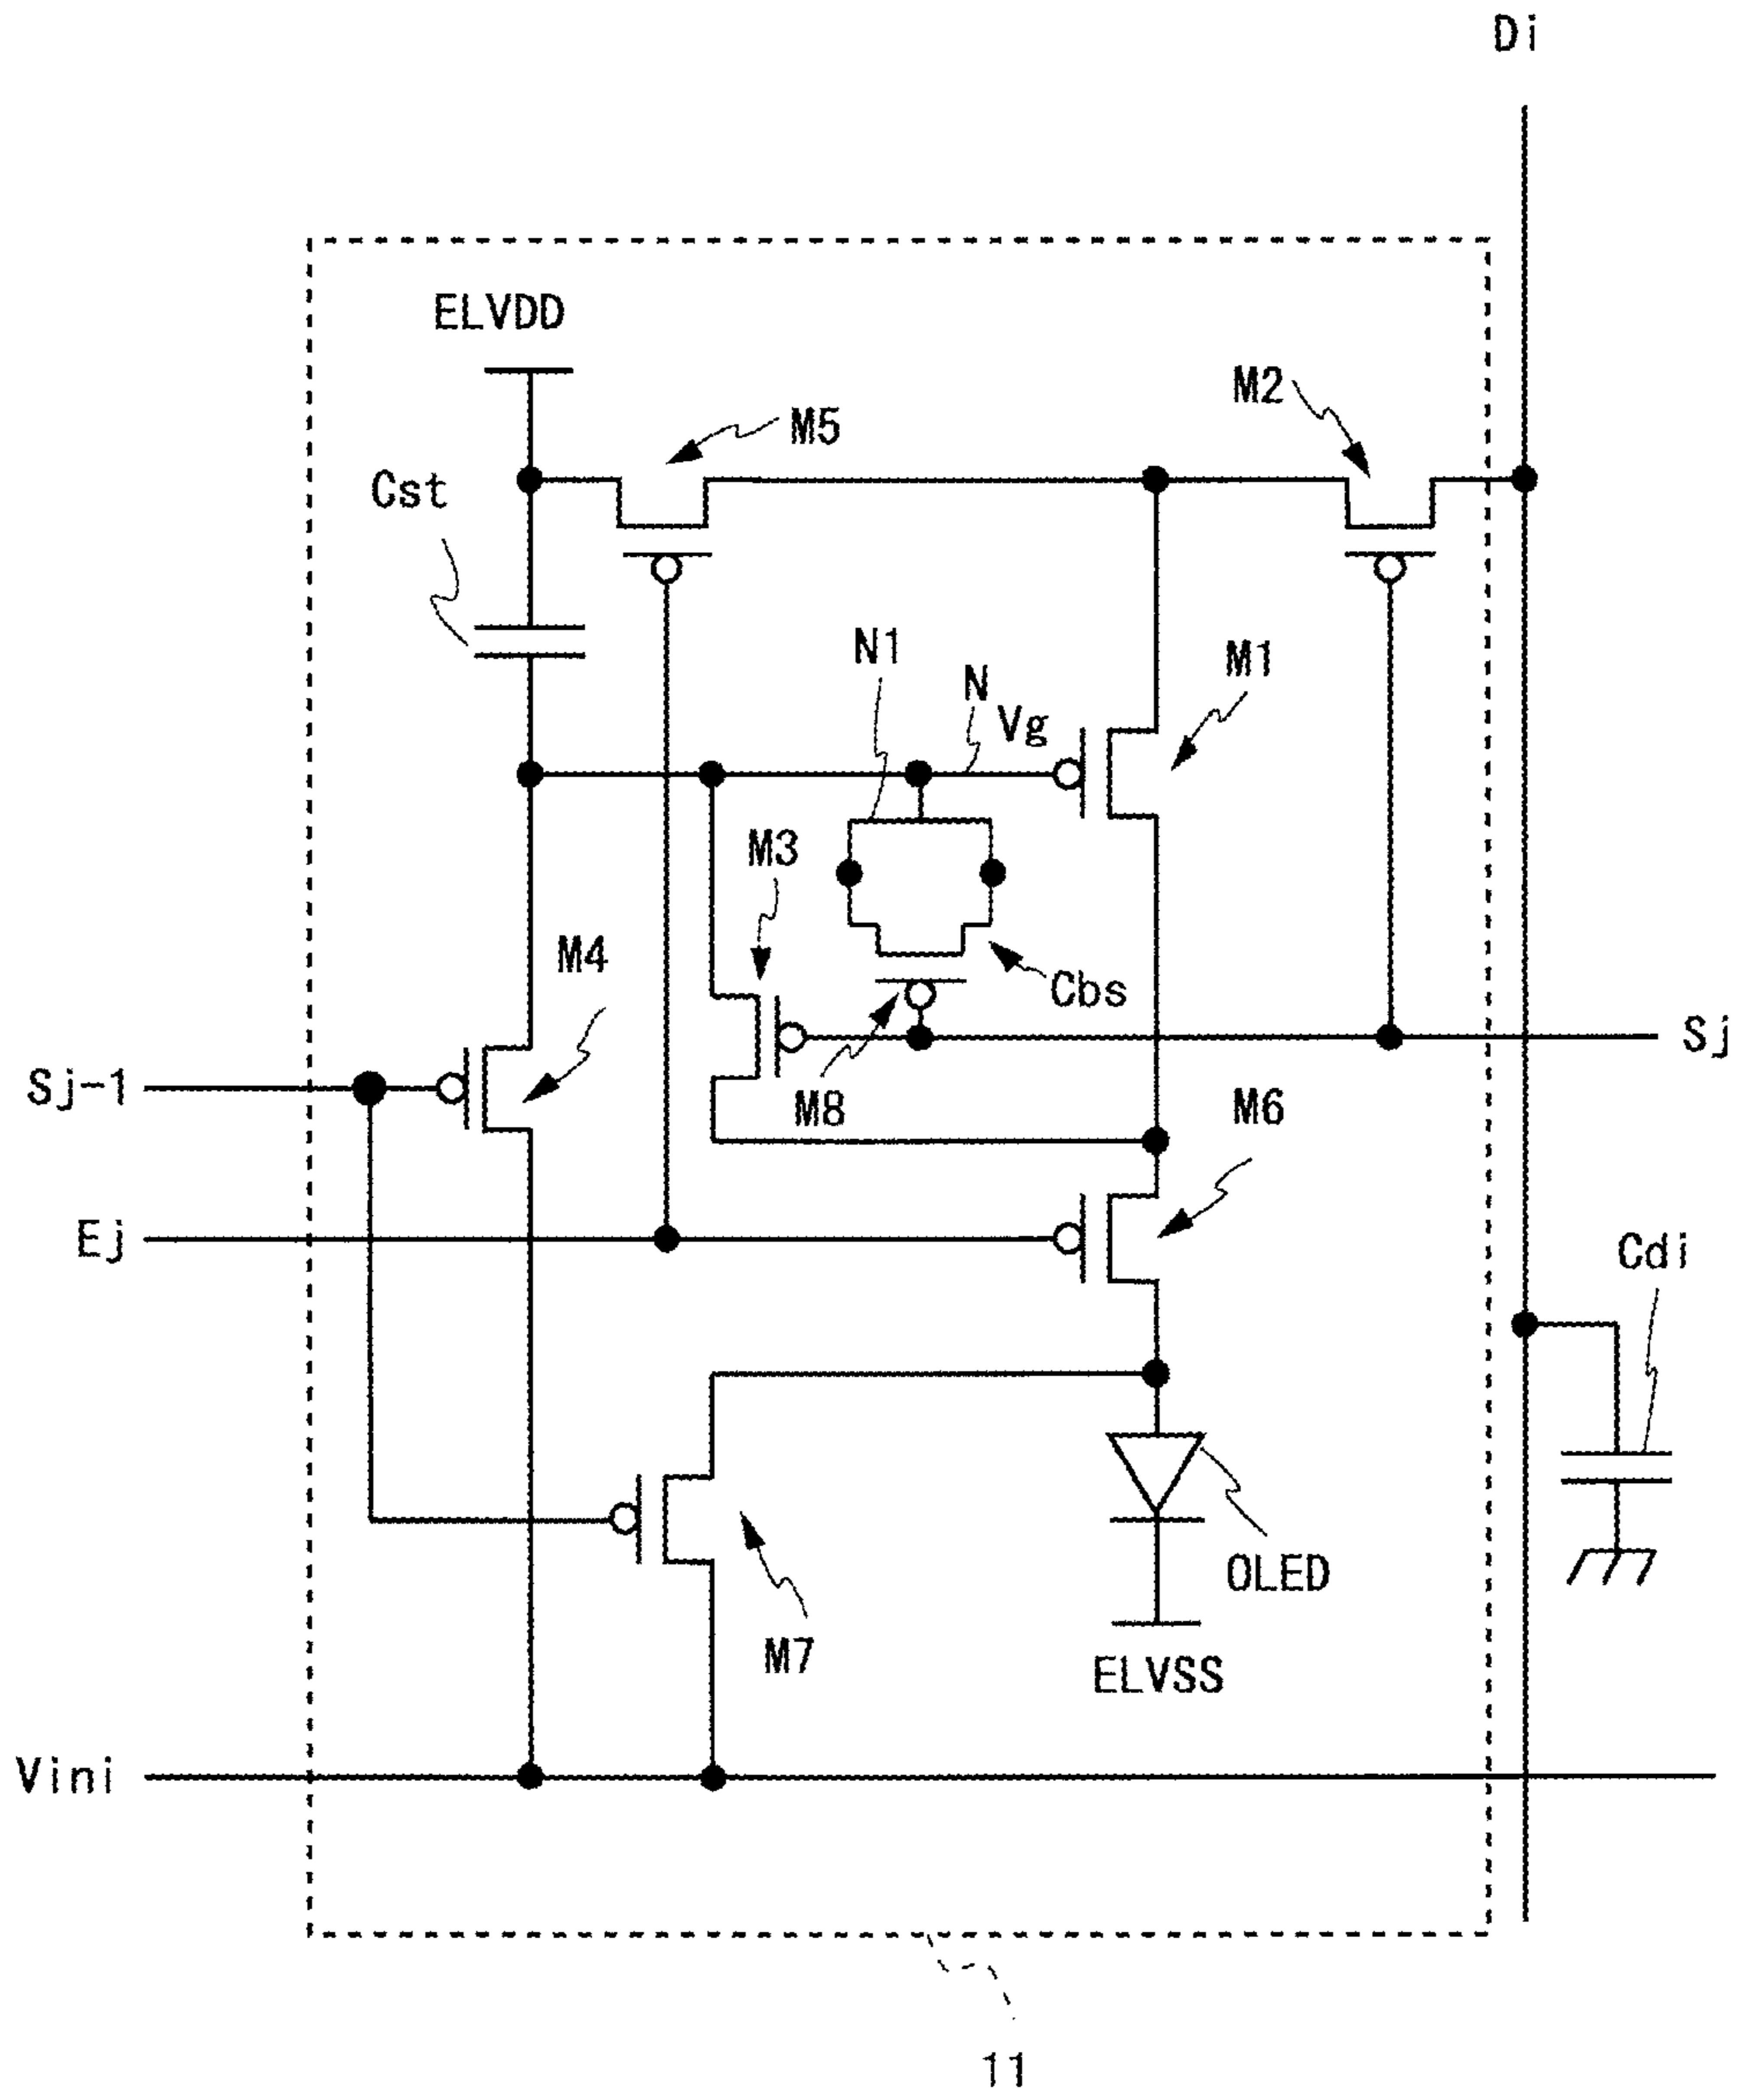 Di
ELVDD
M2
M5
Cst
N1
N
M1
Vg
M3
M4
Cbs
Sj
Sj-1
M8
M6
Ej
Cdi
OLED
M7
ELVSS
Vini
11